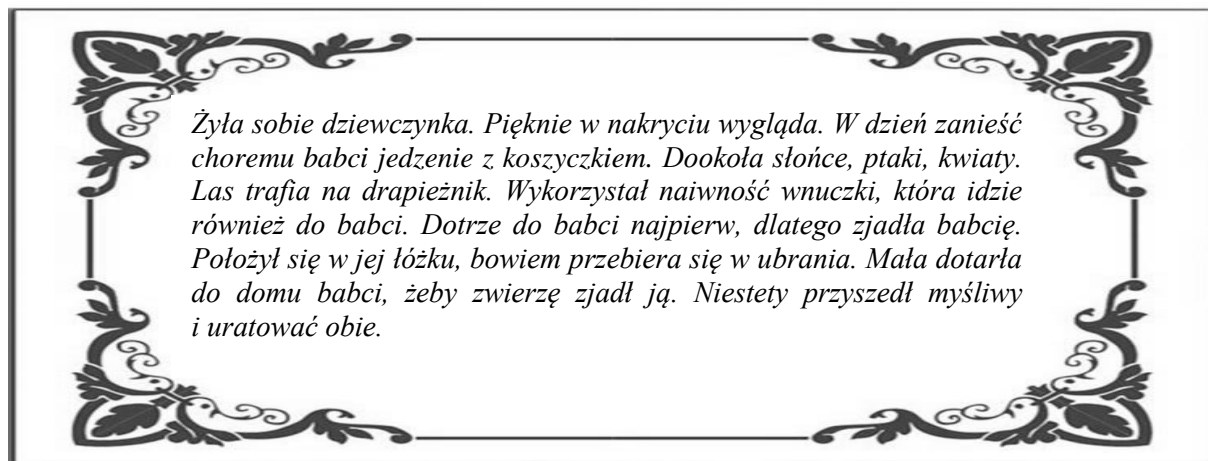 Żyła sobie dziewczynka. Pięknie w nakryciu wygląda. W dzień zanieść
choremu babci jedzenie z koszyczkiem. Dookoła słońce, ptaki, kwiaty.
Las trafia na drapieżnik. Wykorzystał naiwność wnuczki, która idzie
również do babci. Dotrze do babci najpierw, dlatego zjadła babcię.
Położył się w jej łóżku, bowiem przebiera się w ubrania. Mała dotarła
do domu babci, żeby zwierzę zjadł ją. Niestety przyszedł myśliwy
i uratować obie.